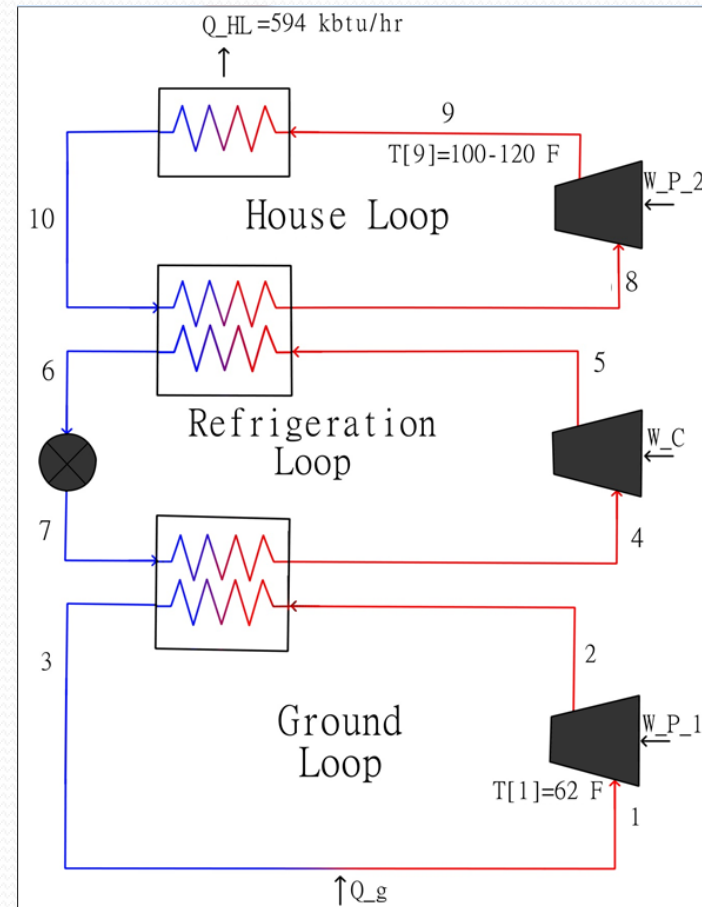 Q_HL =594 kbtu/hr
9
T[9]=100-120 F
W_P_2
House Loop
10
8
6
5
Refrigeration
Loop
W_C
7
4
3
2
Ground
Loop
W_P_1
T[1]=62 F
1
Q_g